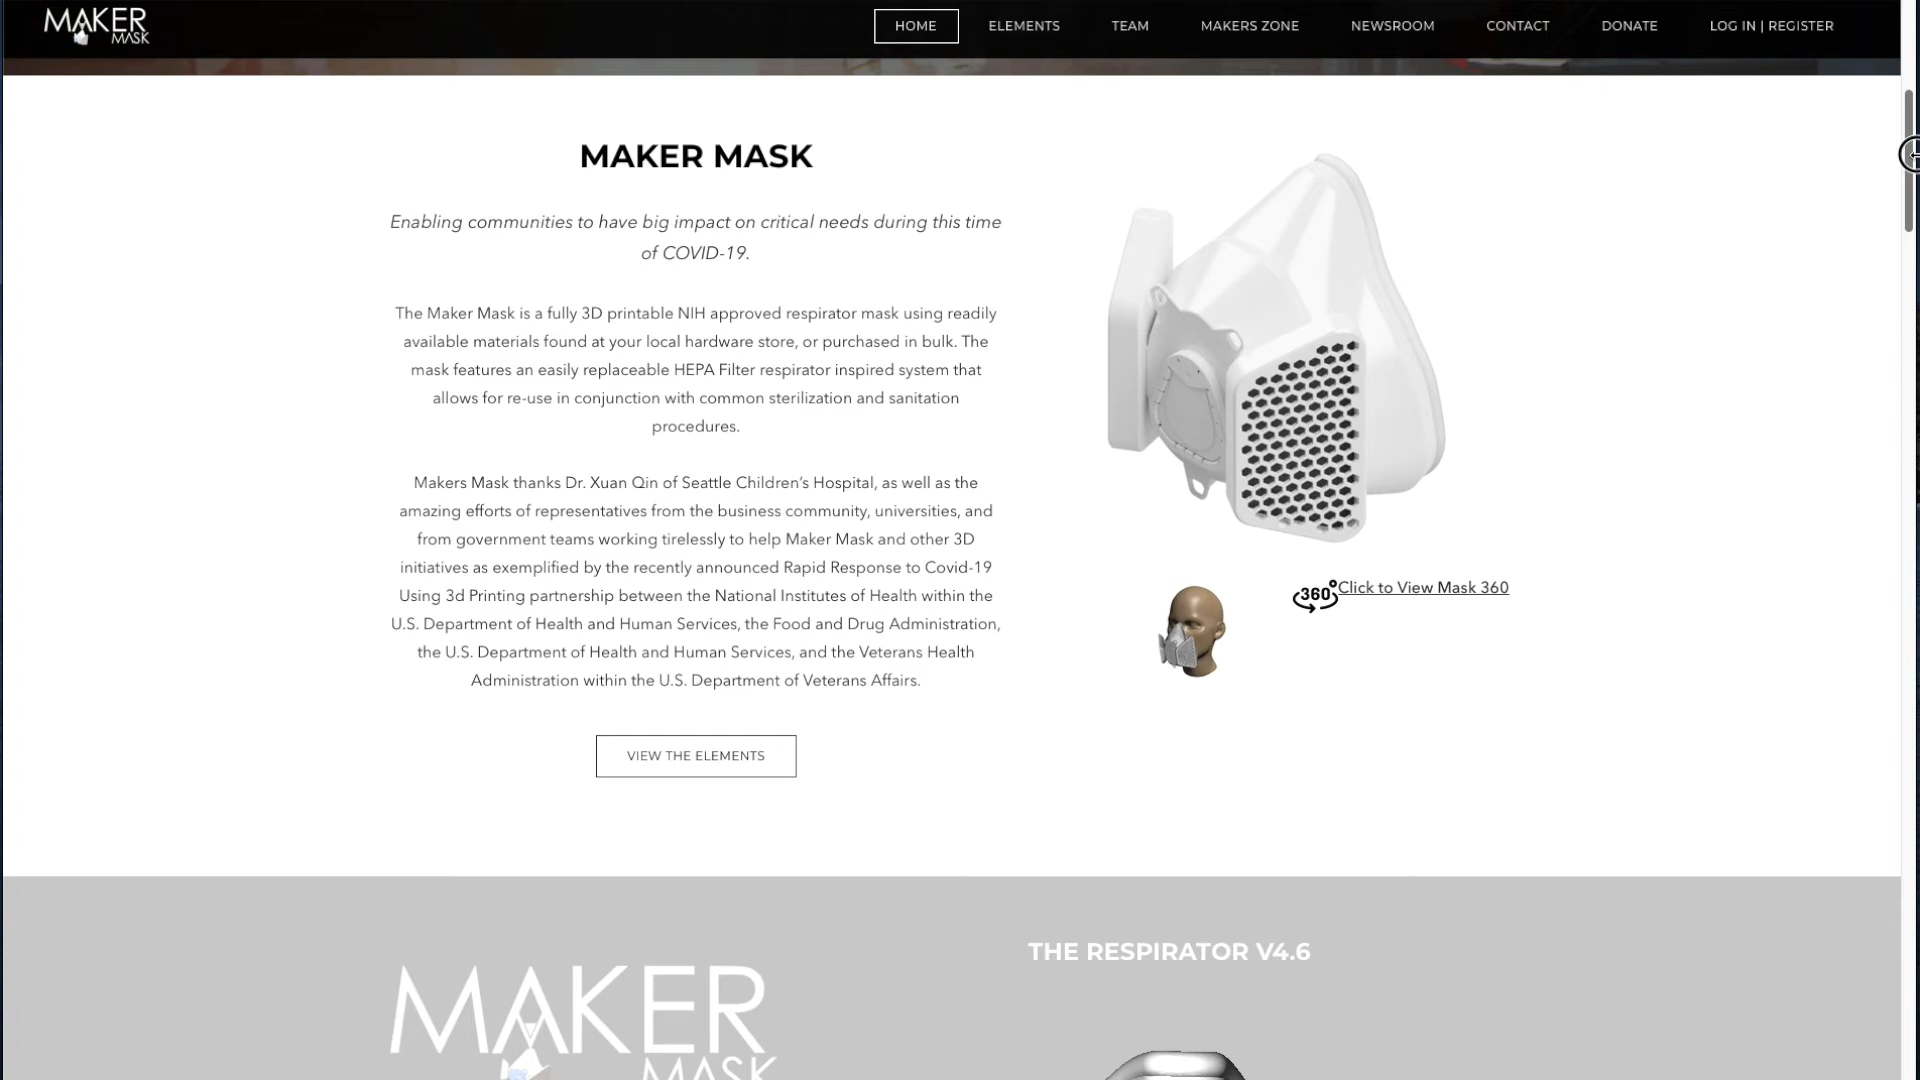 MAKER
MASK
HOME
ELEMENTS
TEAM
MAKERS ZONE
NEWSROOM
CONTACT
DONATE
LOG IN | REGISTER
MAKER MASK
Enabling communities to have big impact on critical needs during this time
of COVID-19.
The Maker Mask is a fully 3D printable NIH approved respirator mask using readily
available materials found at your local hardware store, or purchased in bulk. The
mask features an easily replaceable HEPA Filter respirator inspired system that
allows for re-use in conjunction with common sterilization and sanitation
procedures.
Makers Mask thanks Dr. Xuan Qin of Seattle Children’s Hospital, as well as the
amazing efforts of representatives from the business community, universities, and
from government teams working tirelessly to help Maker Mask and other 3D
initiatives as exemplified by the recently announced Rapid Response to Covid-19
Using 3d Printing partnership between the National Institutes of Health within the
U.S. Department of Health and Human Services, the Food and Drug Administration,
the U.S. Department of Health and Human Services, and the Veterans Health
Administration within the U.S. Department of Veterans Affairs.
VIEW THE ELEMENTS
360°
Click to View Mask 360
THE RESPIRATOR V4.6
MAKER
MASK